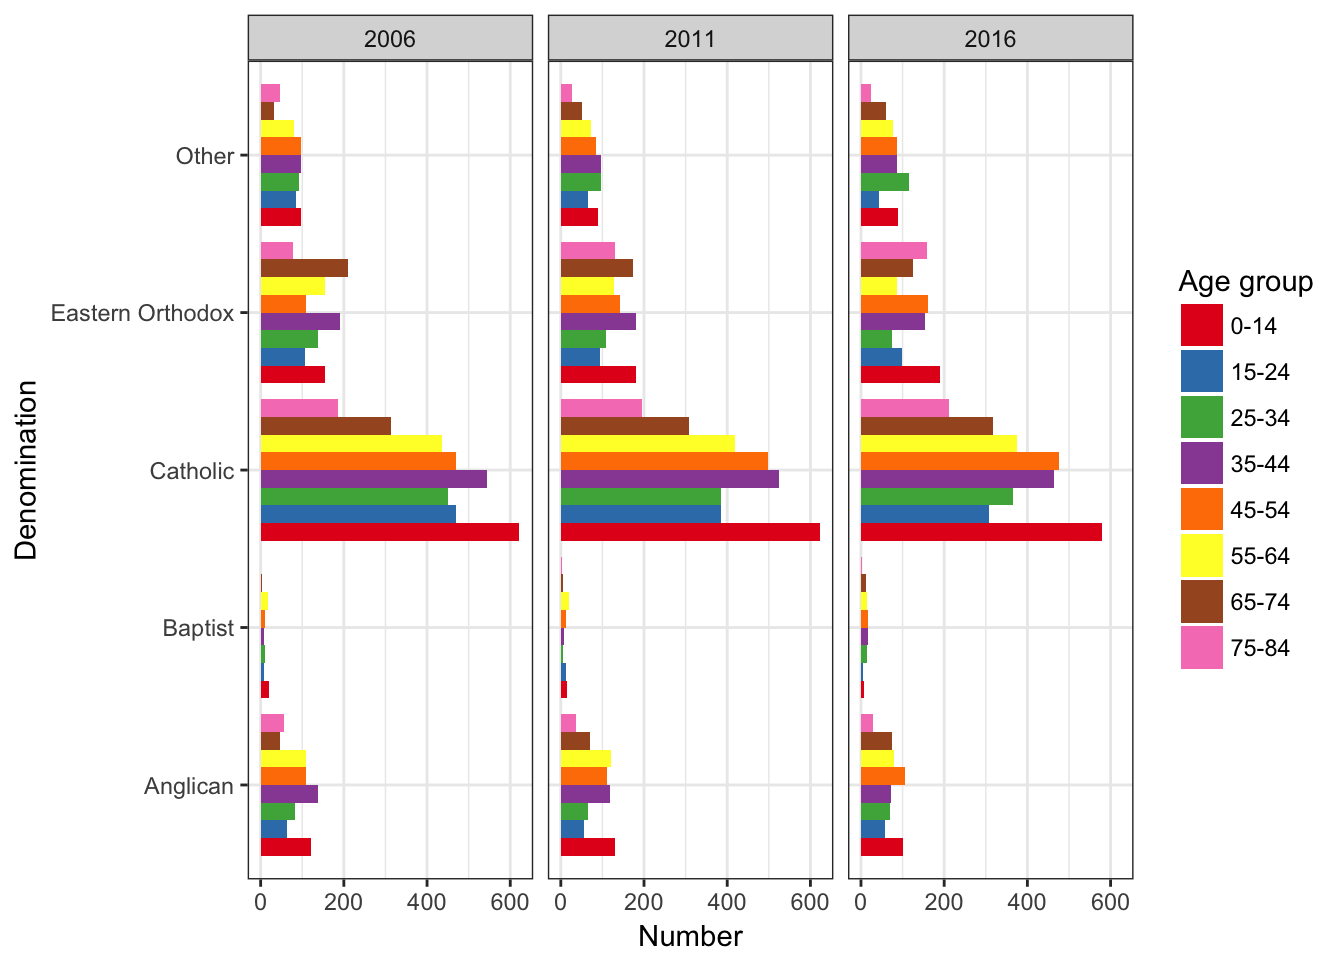 2006 2011 2016
Other
Eastern Orthodox
Catholic
Baptist
Anglican
Denomination
0 200 400 600 0 200 400 600 0 200 400 600
Number
Age group
0-14
15-24
25-34
35-44
45-54
55-64
65-74
75-84